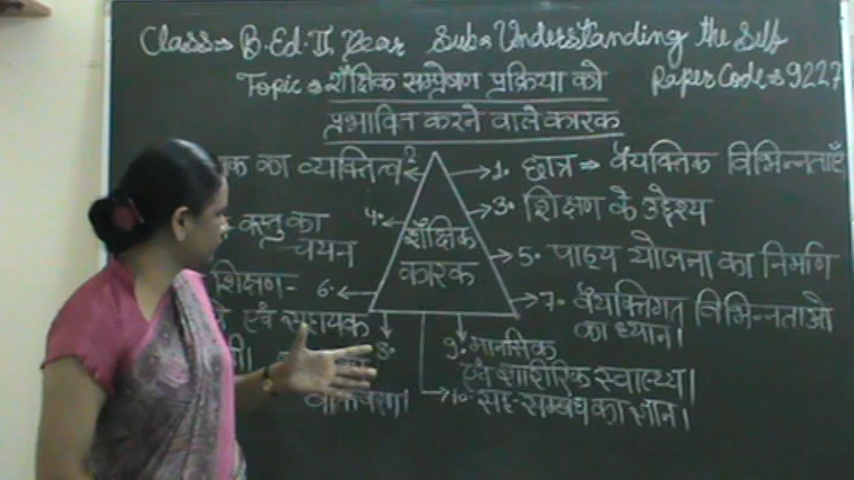 Class⇒ B.Ed. II Year Sub⇒ Understanding the Self
Topic ⇒ शैक्षिक सम्प्रेषण प्रक्रिया को
Paper Code ⇒ 9227
प्रभावित करने वाले कारक
का व्यक्तित्व 2
1. छात्र ⇒ वैयक्तिक विभिन्नताएँ
3. शिक्षण के उद्देश्य
वस्तु का 4.
चयन
शैक्षिक
कारक
5. पाठ्य योजना का निर्माण
शिक्षण- 6.
एवं सहायक
7. वैयक्तिगत विभिन्नताओ
का ध्यान।
8.
वातावरण।
9. मानसिक
एवं शारीरिक स्वास्थ्य।
10. सह-सम्बंध का ज्ञान।